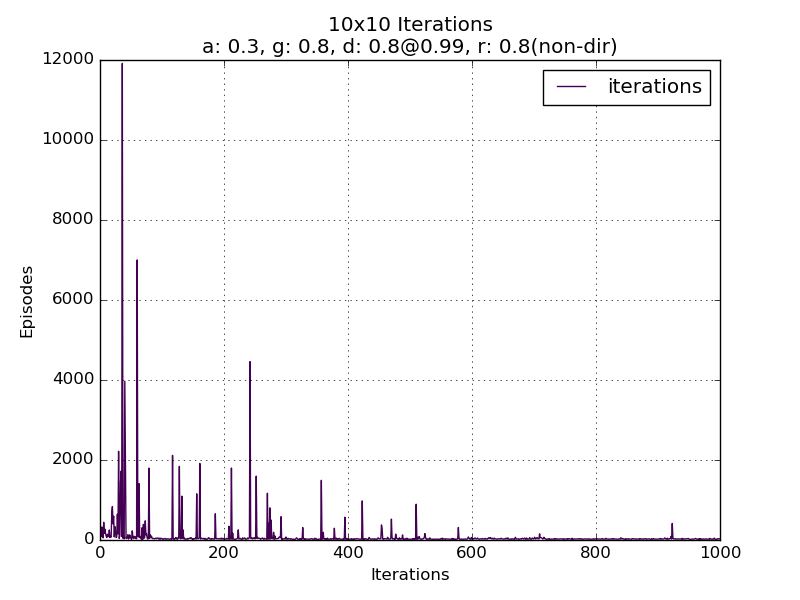 10x10 Iterations
a: 0.3, g: 0.8, d: 0.8@0.99, r: 0.8(non-dir)
iterations
12000
10000
8000
6000
4000
2000
0
Episodes
0 200 400 600 800 1000
Iterations